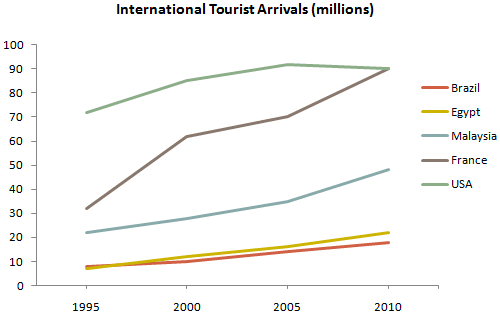 International Tourist Arrivals (millions)
100
90
80
70
60
50
40
30
20
10
0
1995 2000 2005 2010
Brazil
Egypt
Malaysia
France
USA